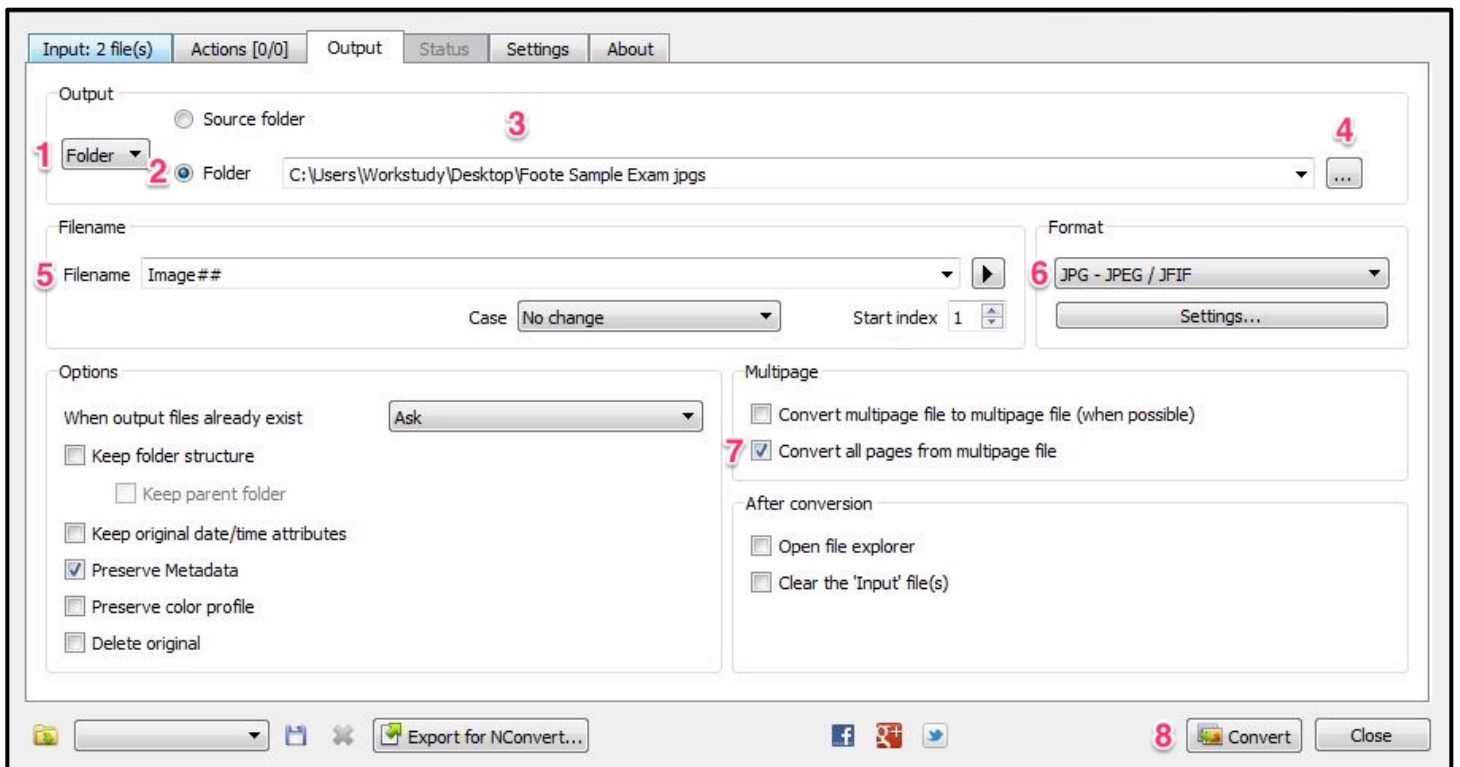 Input: 2 file(s) Actions [0/0] Output Status Settings About
Output
Source folder
3
4
1 Folder
2 Folder C:\Users\Workstudy\Desktop\Foote Sample Exam jpgs ...
Filename
5 Filename Image##
Case No change Start index 1
Format
6 JPG - JPEG / JFIF
Settings...
Options
When output files already exist Ask
Keep folder structure
Keep parent folder
Keep original date/time attributes
Preserve Metadata
Preserve color profile
Delete original
Multipage
Convert multipage file to multipage file (when possible)
7 Convert all pages from multipage file
After conversion
Open file explorer
Clear the 'Input' file(s)
Export for NConvert... f g+ 8 Convert Close